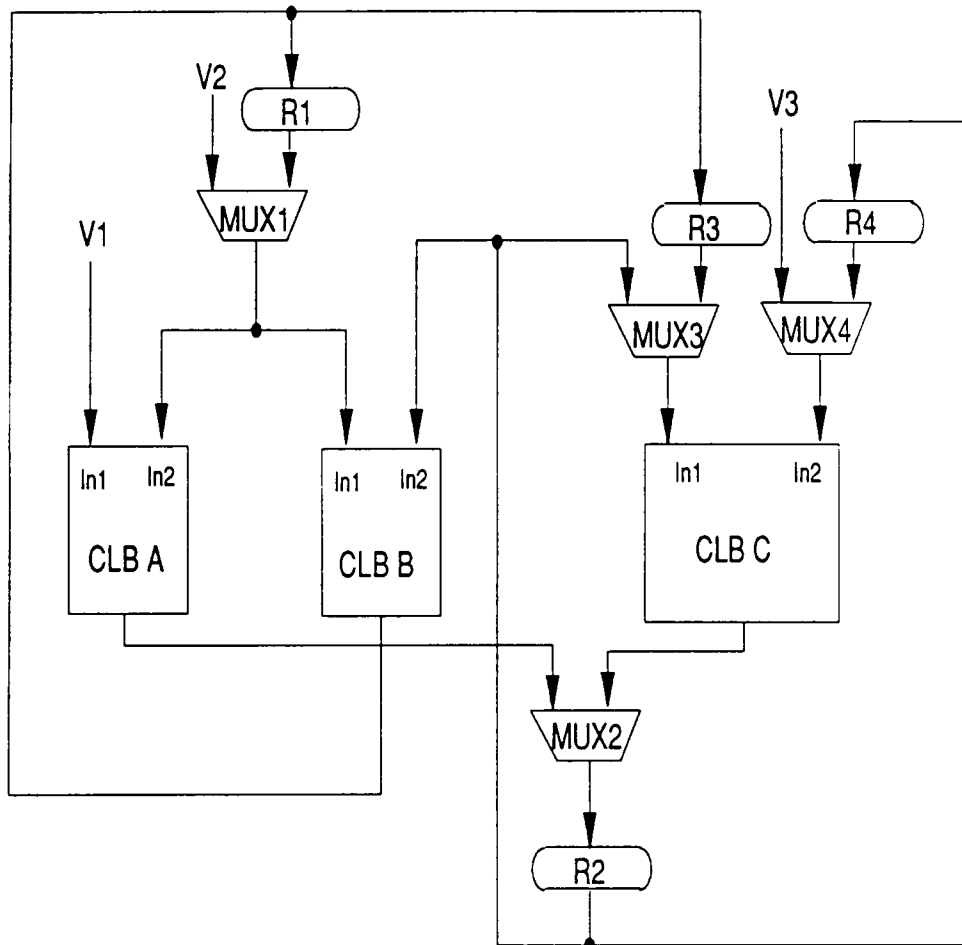 V2
R1
V3
MUX1
V1
R3
R4
MUX3
MUX4
In1 In2
In1 In2
In1 In2
CLB A
CLB B
CLB C
MUX2
R2